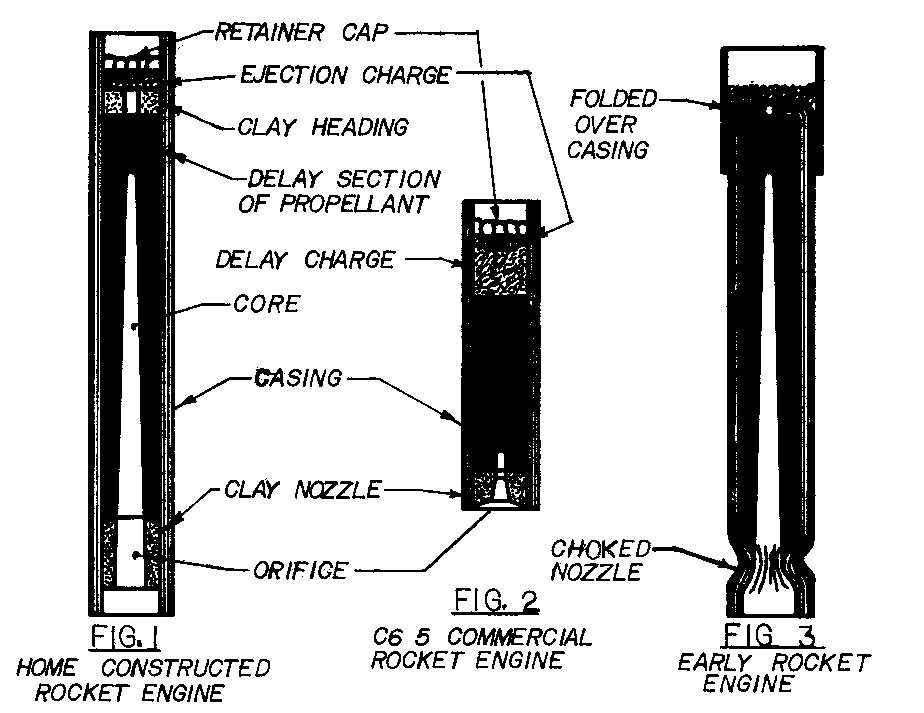 RETAINER CAP
EJECTION CHARGE
CLAY HEADING
DELAY SECTION
OF PROPELLANT
DELAY CHARGE
CORE
CASING
CLAY NOZZLE
ORIFICE
FOLDED
OVER
CASING
CHOKED
NOZZLE
FIG. 1
HOME CONSTRUCTED
ROCKET ENGINE
FIG. 2
C6 5 COMMERCIAL
ROCKET ENGINE
FIG 3
EARLY ROCKET
ENGINE